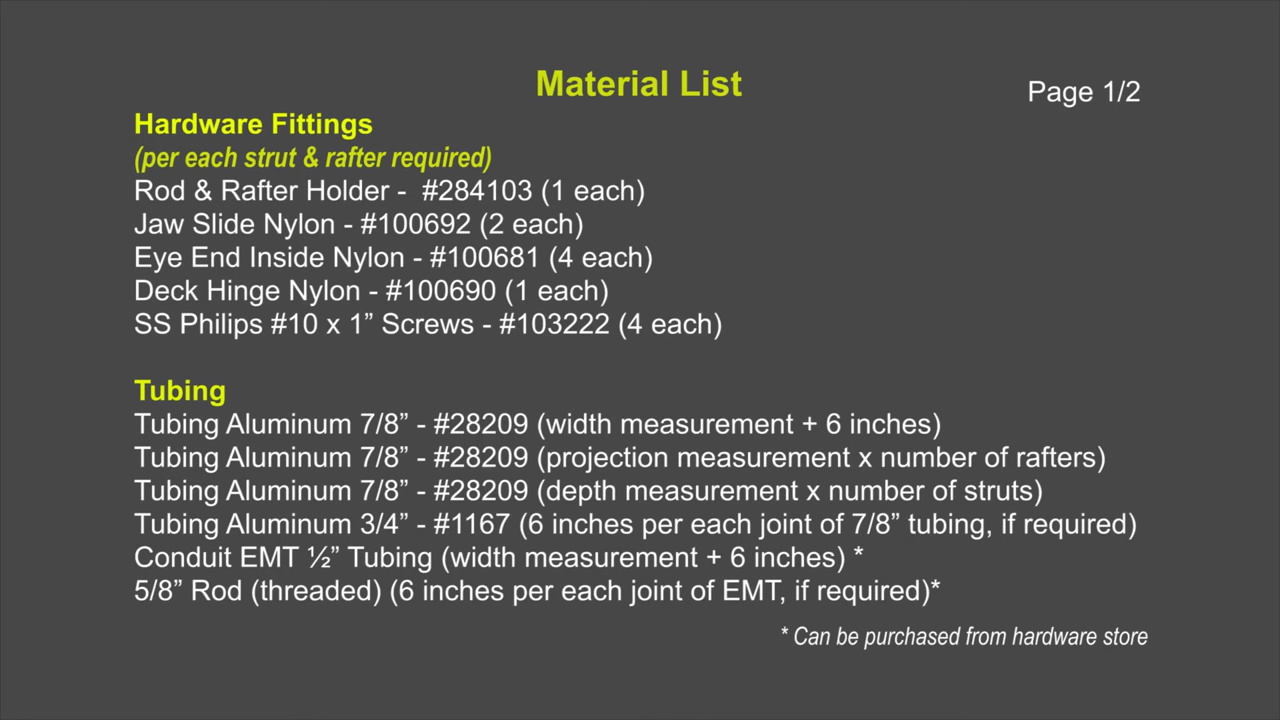 Material List
Page 1/2
Hardware Fittings
(per each strut & rafter required)
Rod & Rafter Holder -  #284103 (1 each)
Jaw Slide Nylon - #100692 (2 each)
Eye End Inside Nylon - #100681 (4 each)
Deck Hinge Nylon - #100690 (1 each)
SS Philips #10 x 1” Screws - #103222 (4 each)
Tubing
Tubing Aluminum 7/8” - #28209 (width measurement + 6 inches)
Tubing Aluminum 7/8” - #28209 (projection measurement x number of rafters)
Tubing Aluminum 7/8” - #28209 (depth measurement x number of struts)
Tubing Aluminum 3/4” - #1167 (6 inches per each joint of 7/8” tubing, if required)
Conduit EMT ½” Tubing (width measurement + 6 inches) *
5/8” Rod (threaded) (6 inches per each joint of EMT, if required)*
* Can be purchased from hardware store